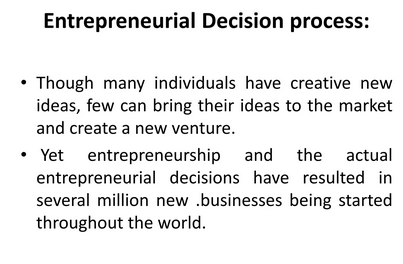 Entrepreneurial Decision process:
• Though many individuals have creative new
ideas, few can bring their ideas to the market
and create a new venture.
• Yet entrepreneurship and the actual
entrepreneurial decisions have resulted in
several million new .businesses being started
throughout the world.